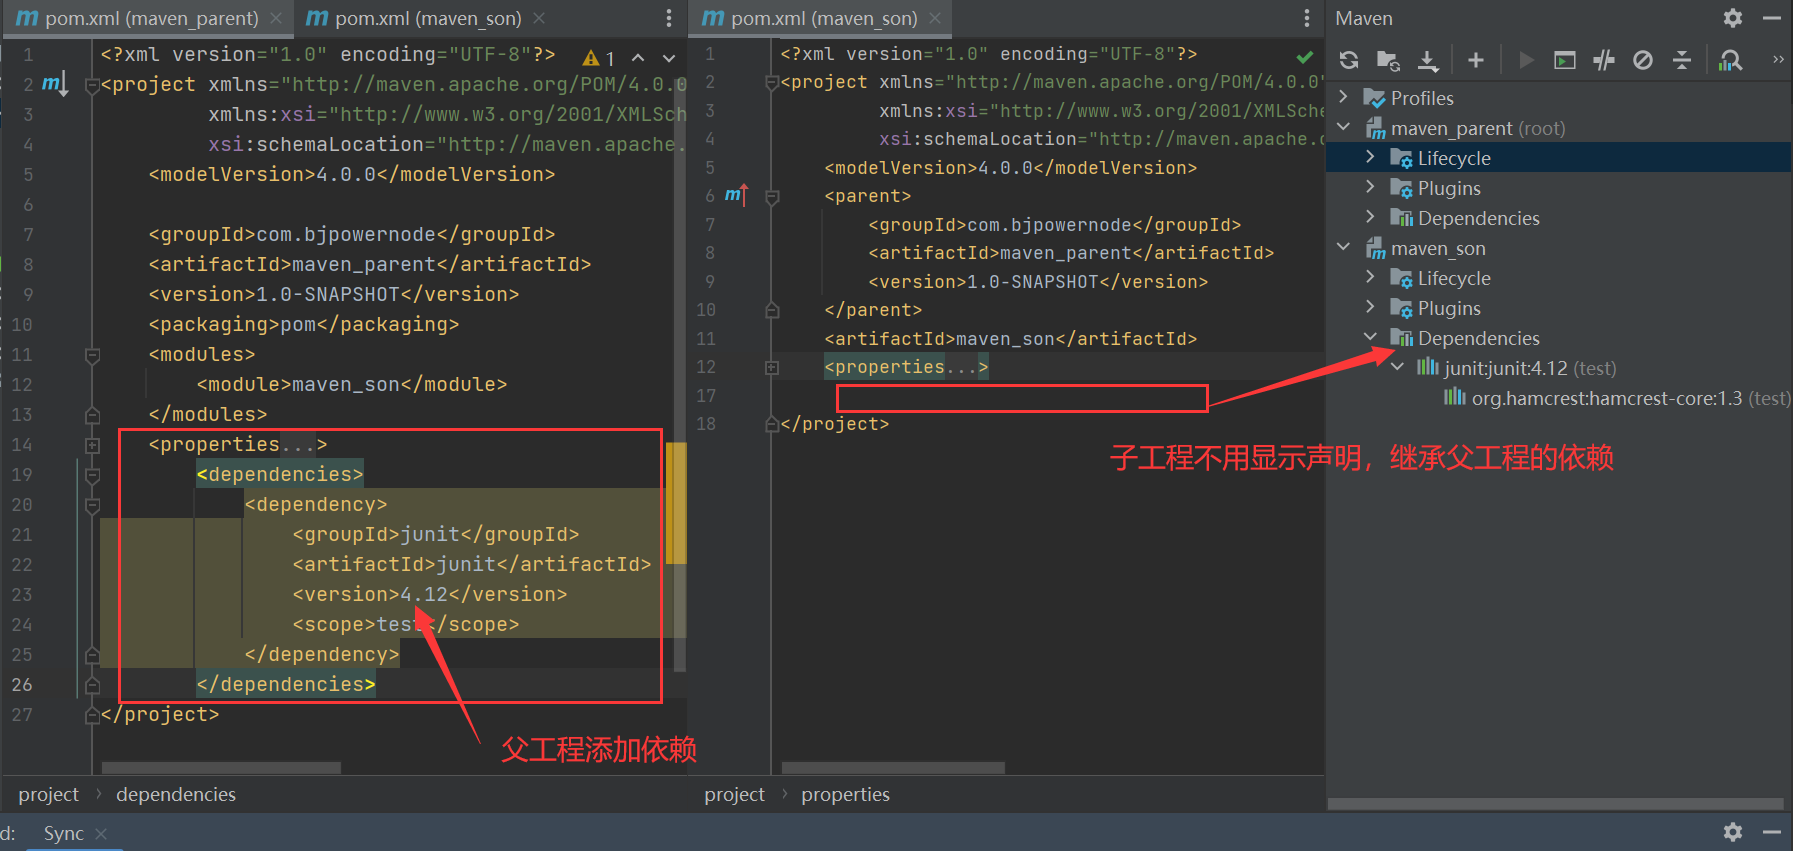 pom.xml (maven_parent)
pom.xml (maven_son)
1 <?xml version="1.0" encoding="UTF-8"?> 1
2 <project xmlns="http://maven.apache.org/POM/4.0.0
3 xmlns:xsi="http://www.w3.org/2001/XMLSch
4 xsi:schemaLocation="http://maven.apache.
5 <modelVersion>4.0.0</modelVersion>
6
7 <groupId>com.bjpowernode</groupId>
8 <artifactId>maven_parent</artifactId>
9 <version>1.0-SNAPSHOT</version>
10 <packaging>pom</packaging>
11 <modules>
12 <module>maven_son</module>
13 </modules>
14 <properties...>
19 <dependencies>
20 <dependency>
21 <groupId>junit</groupId>
22 <artifactId>junit</artifactId>
23 <version>4.12</version>
24 <scope>test</scope>
25 </dependency>
26 </dependencies>
27 </project>
父工程添加依赖
project > dependencies
pom.xml (maven_son)
1 <?xml version="1.0" encoding="UTF-8"?>
2 <project xmlns="http://maven.apache.org/POM/4.0.0"
3 xmlns:xsi="http://www.w3.org/2001/XMLSche
4 xsi:schemaLocation="http://maven.apache.o
5 <modelVersion>4.0.0</modelVersion>
6 <parent>
7 <groupId>com.bjpowernode</groupId>
8 <artifactId>maven_parent</artifactId>
9 <version>1.0-SNAPSHOT</version>
10 </parent>
11 <artifactId>maven_son</artifactId>
12 <properties...>
17
18 </project>
子工程不用显示声明，继承父工程的依赖
project > properties
Maven
Profiles
maven_parent (root)
Lifecycle
Plugins
Dependencies
maven_son
Lifecycle
Plugins
Dependencies
junit:junit:4.12 (test)
org.hamcrest:hamcrest-core:1.3 (test)
d: Sync